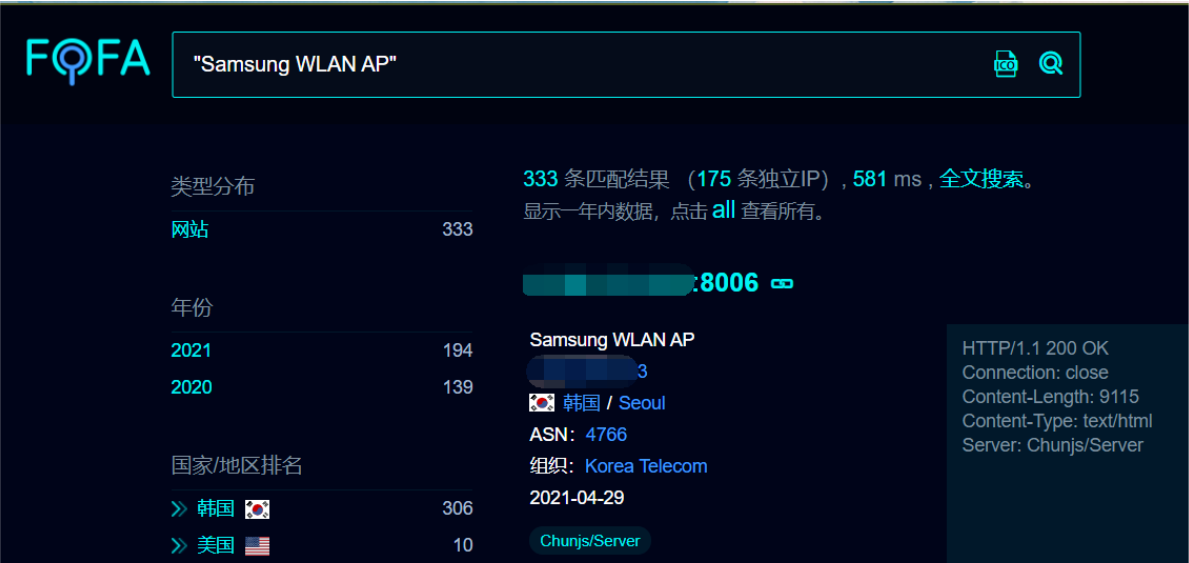 FOFA
"Samsung WLAN AP"
ICO
类型分布
网站 333
年份
2021 194
2020 139
国家/地区排名
韩国 306
美国 10
333 条匹配结果 （175 条独立IP）, 581 ms , 全文搜索。
显示一年内数据，点击 all 查看所有。
:8006
Samsung WLAN AP
3
韩国 / Seoul
ASN： 4766
组织： Korea Telecom
2021-04-29
Chunjs/Server
HTTP/1.1 200 OK
Connection: close
Content-Length: 9115
Content-Type: text/html
Server: Chunjs/Server